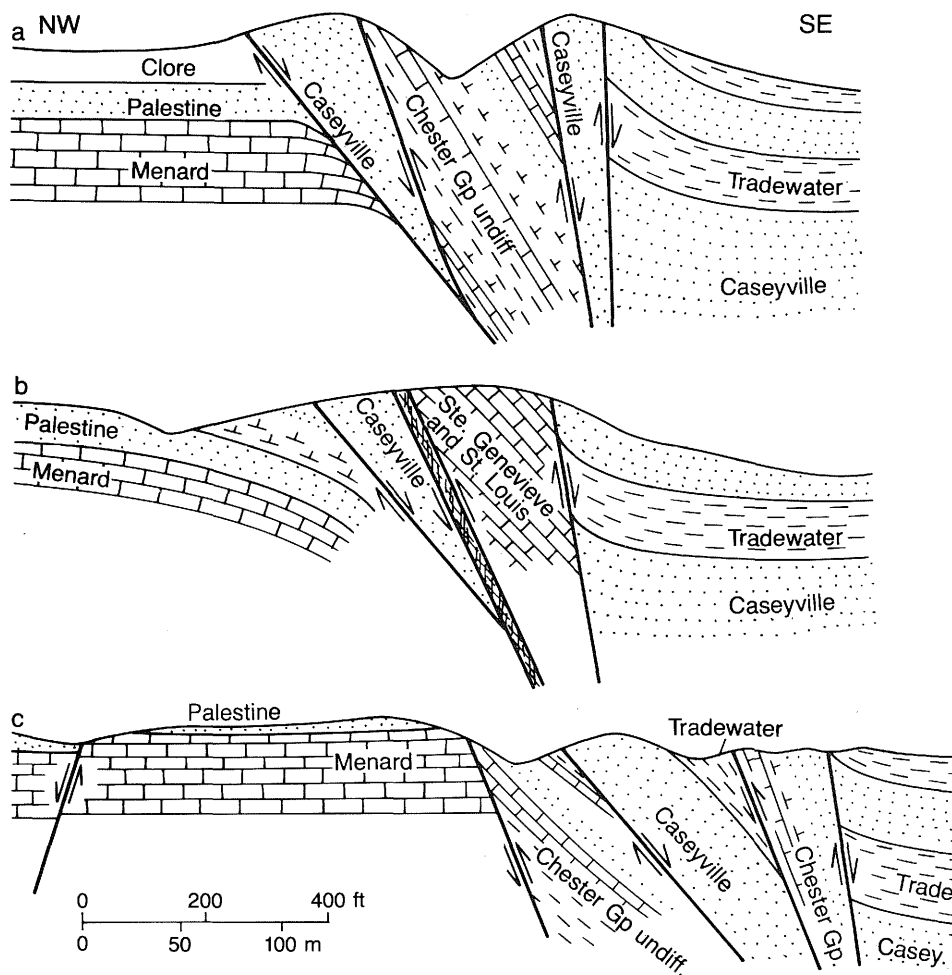 a NW SE
Clore
Palestine
Menard
Caseyville
Chester Gp undiff
Caseyville
Tradewater
Caseyville
b
Palestine
Menard
Caseyville
Ste. Genevieve
and St. Louis
Tradewater
Caseyville
c
Palestine
Menard
Tradewater
Chester Gp undiff.
Caseyville
Chester Gp
Trade
Casey
0 200 400 ft
0 50 100 m